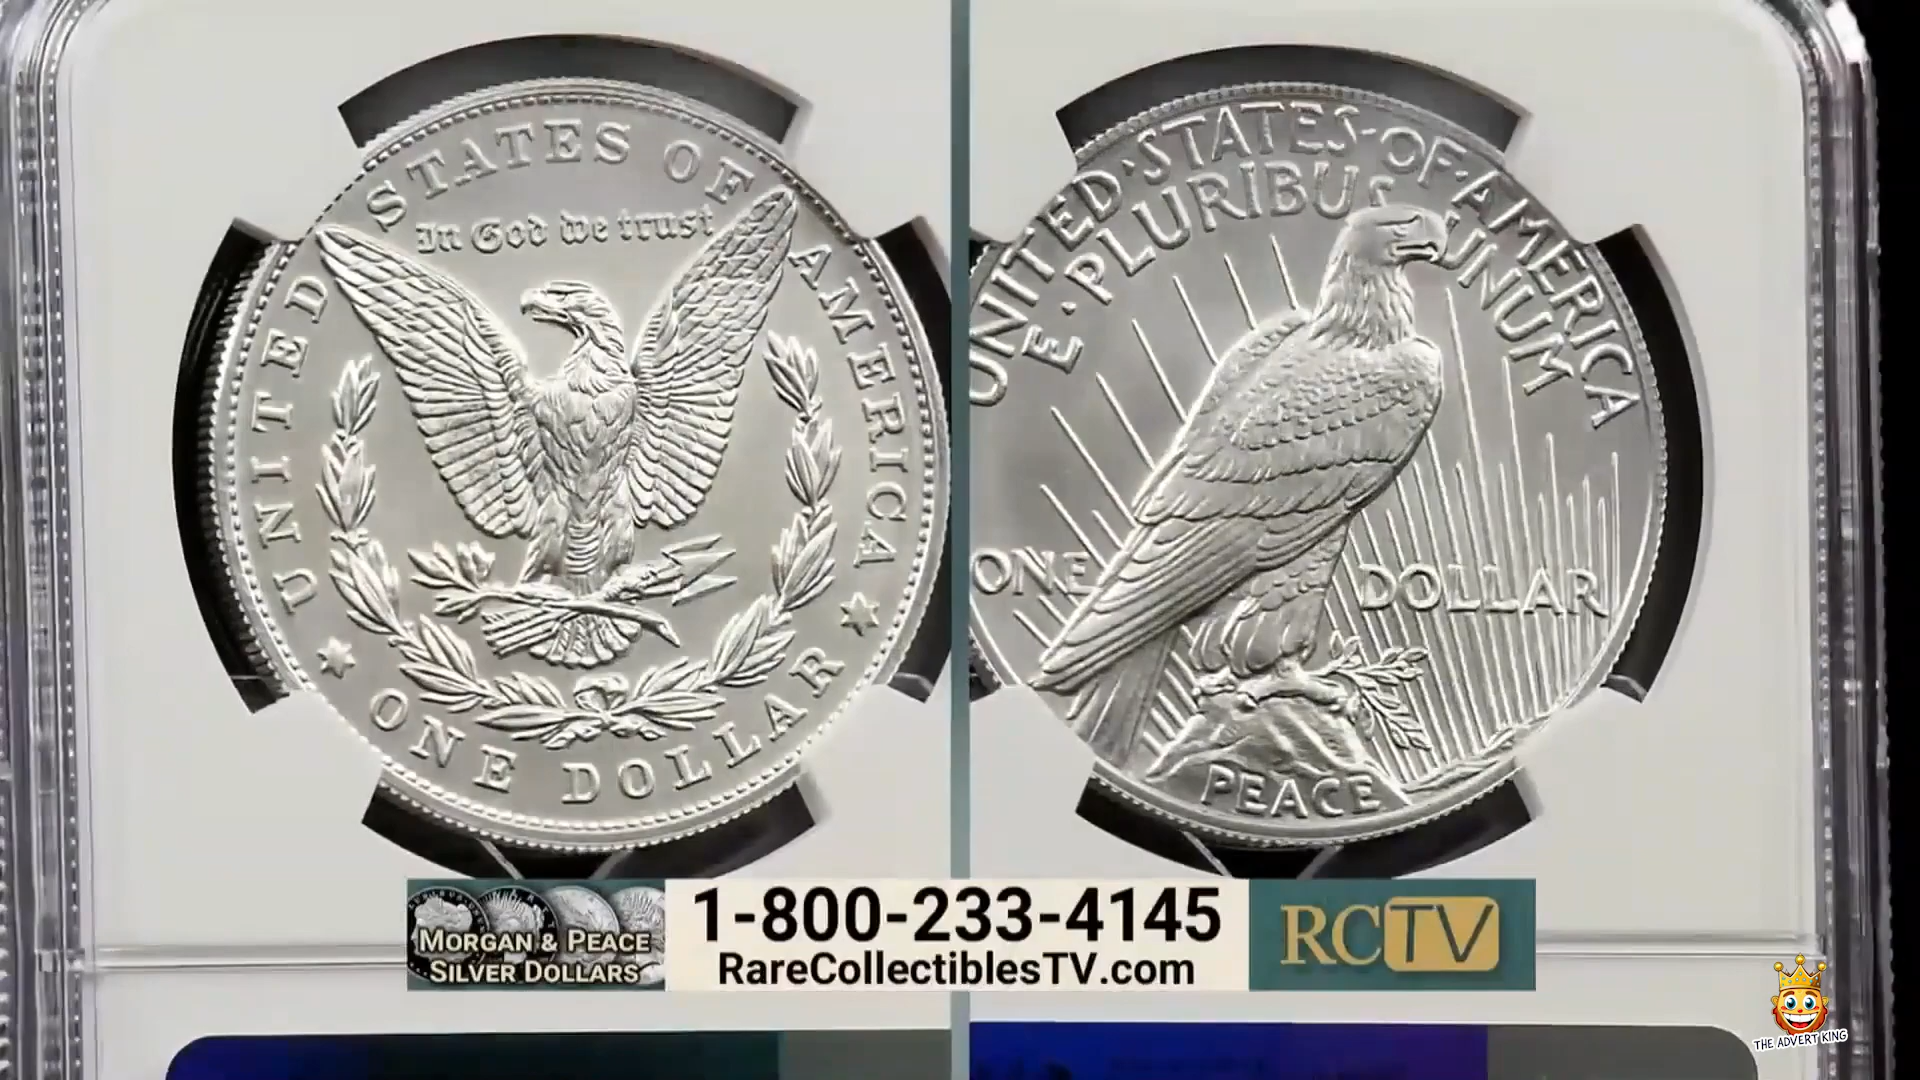 UNITED STATES OF AMERICA
In God we trust
ONE DOLLAR
UNITED·STATES·OF·AMERICA
E·PLURIBUS UNUM
ONE DOLLAR
PEACE
MORGAN & PEACE
SILVER DOLLARS
1-800-233-4145
RareCollectiblesTV.com
RCTV
THE ADVERT KING